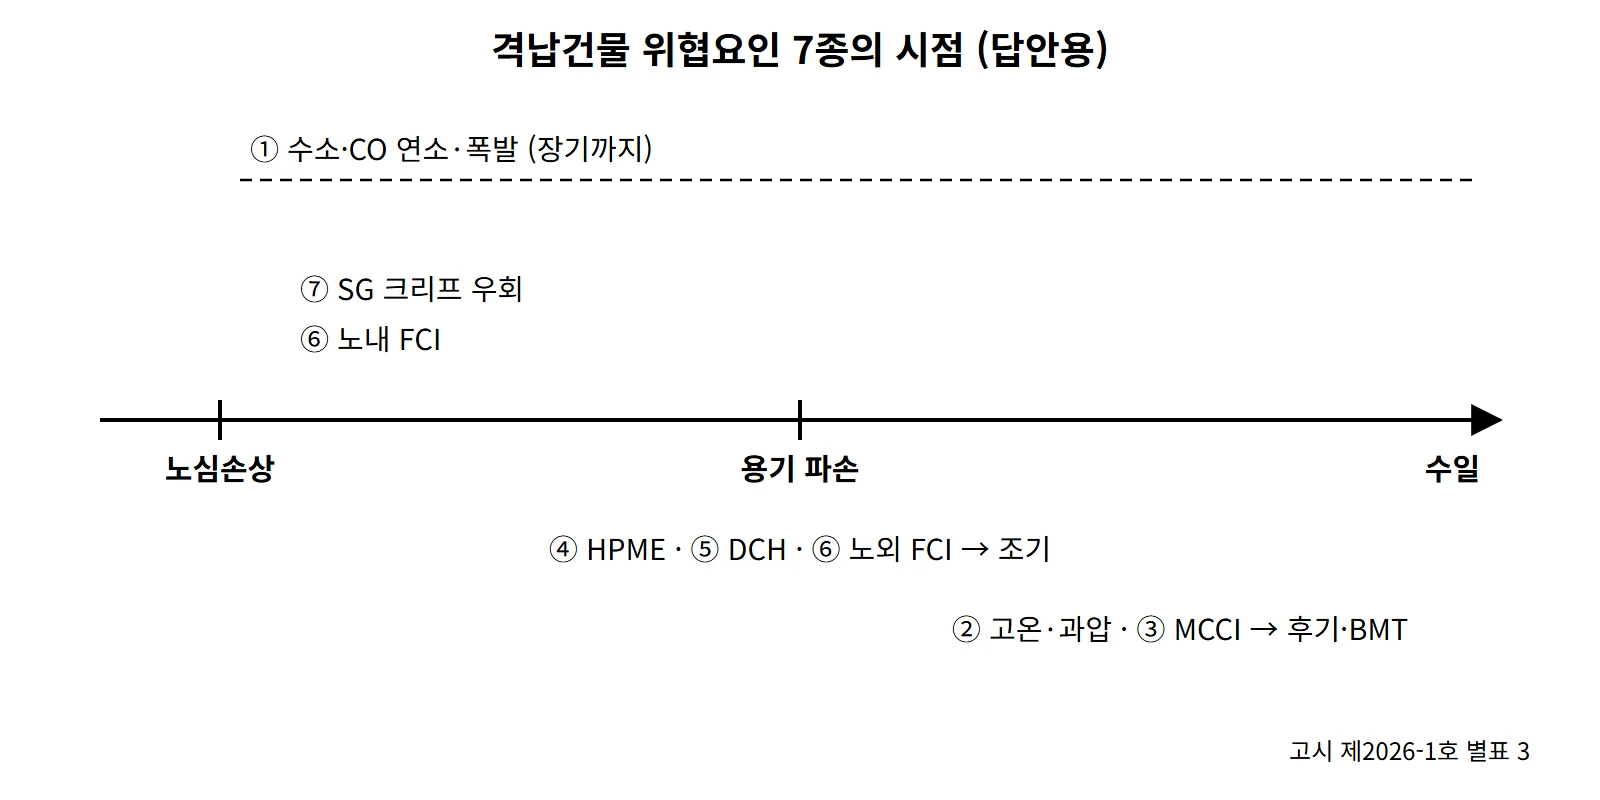 격납건물 위협요인 7종의 시점 (답안용)
① 수소·CO 연소·폭발 (장기까지)
⑦ SG 크리프 우회
⑥ 노내 FCI
노심손상
용기 파손
수일
④ HPME · ⑤ DCH · ⑥ 노외 FCI → 조기
② 고온·과압 · ③ MCCI → 후기·BMT
고시 제2026-1호 별표 3